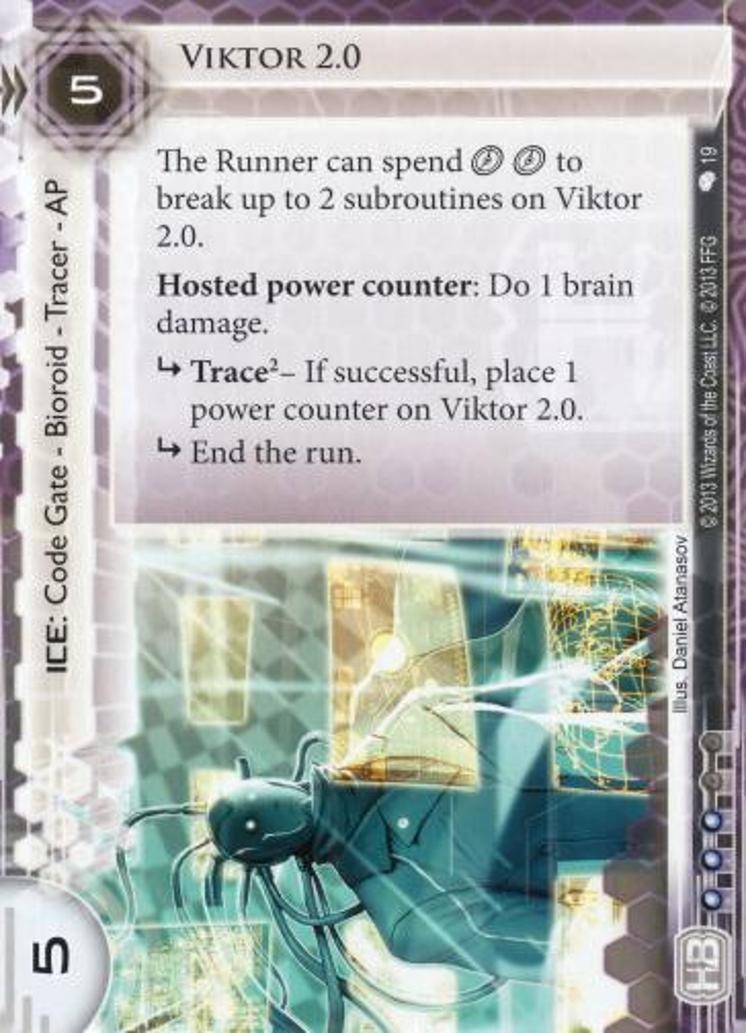 5
VIKTOR 2.0
The Runner can spend to
break up to 2 subroutines on Viktor
2.0.
Hosted power counter: Do 1 brain
damage.
↳ Trace²– If successful, place 1
power counter on Viktor 2.0.
↳ End the run.
ICE: Code Gate - Bioroid - Tracer - AP
5
19
© 2013 Wizards of the Coast LLC. © 2013 FFG
Illus. Daniel Atanasov
HB